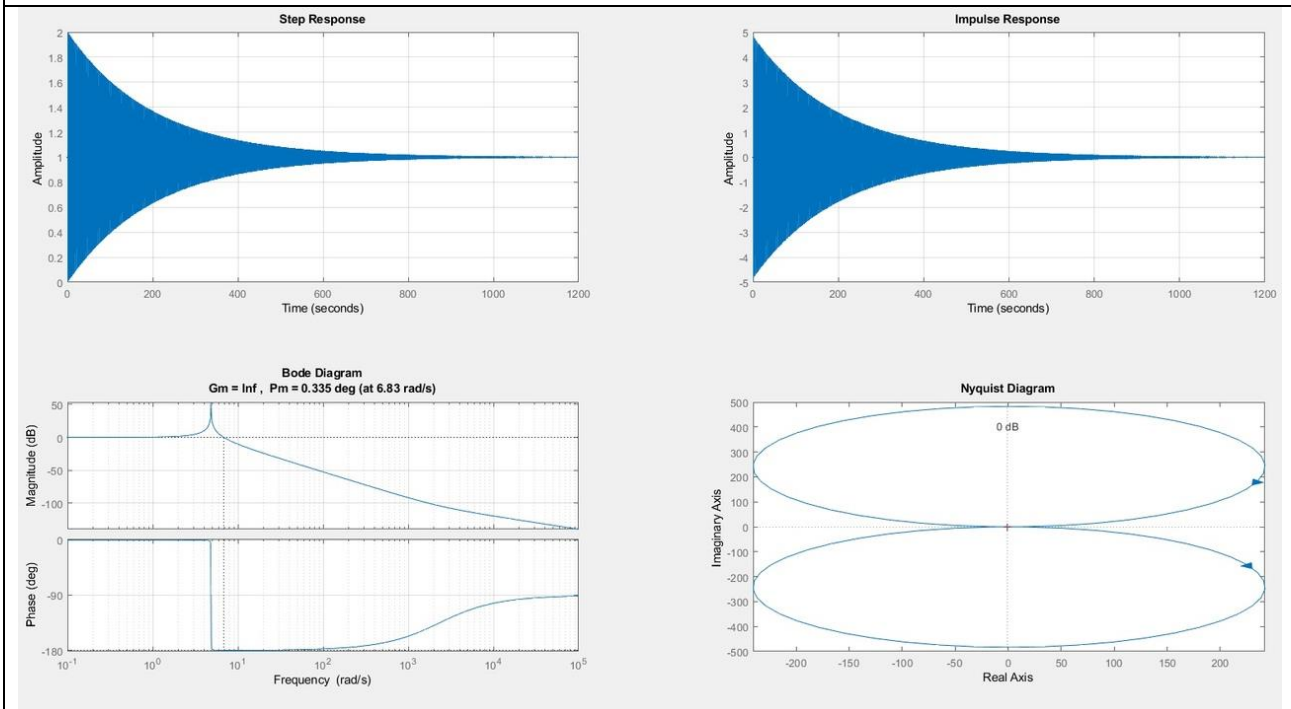 Step Response
2
1.8
1.6
1.4
1.2
1
0.8
0.6
0.4
0.2
0
Amplitude
0 200 400 600 800 1000 1200
Time (seconds)
Impulse Response
5
4
3
2
1
0
-1
-2
-3
-4
-5
Amplitude
0 200 400 600 800 1000 1200
Time (seconds)
Bode Diagram
Gm = Inf , Pm = 0.335 deg (at 6.83 rad/s)
50
0
-50
-100
Magnitude (dB)
0
-90
-180
Phase (deg)
10-1 100 101 102 103 104 105
Frequency (rad/s)
Nyquist Diagram
0 dB
500
400
300
200
100
0
-100
-200
-300
-400
-500
Imaginary Axis
-200 -150 -100 -50 0 50 100 150 200
Real Axis